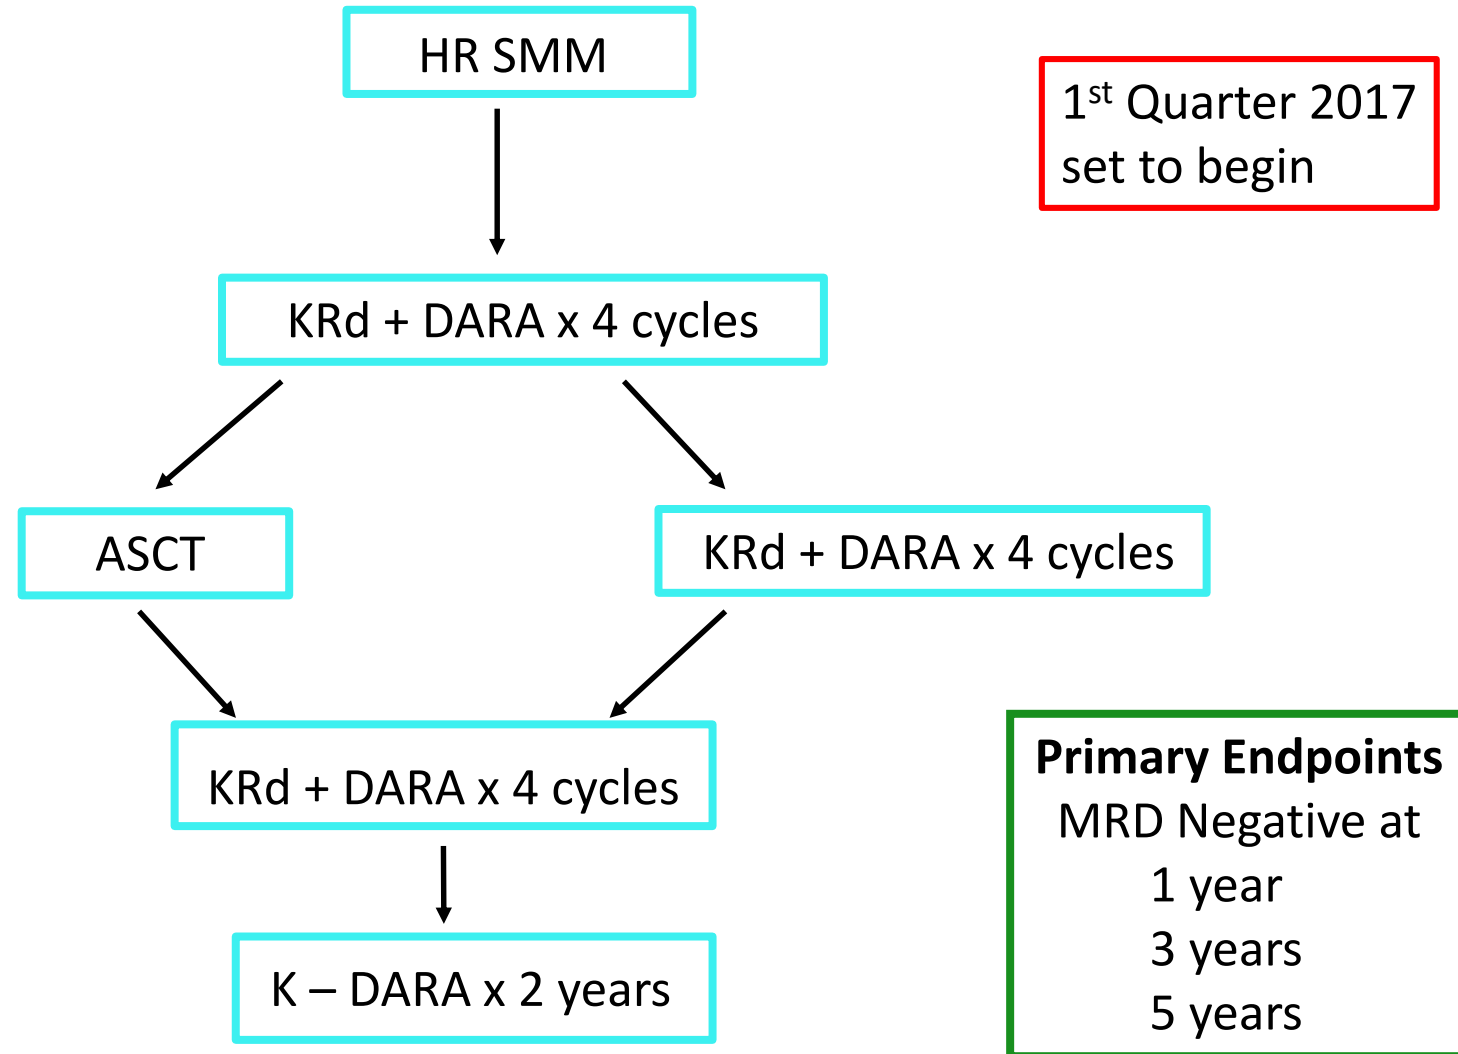 HR SMM
1st Quarter 2017
set to begin
KRd + DARA x 4 cycles
ASCT
KRd + DARA x 4 cycles
KRd + DARA x 4 cycles
K – DARA x 2 years
Primary Endpoints
MRD Negative at
1 year
3 years
5 years